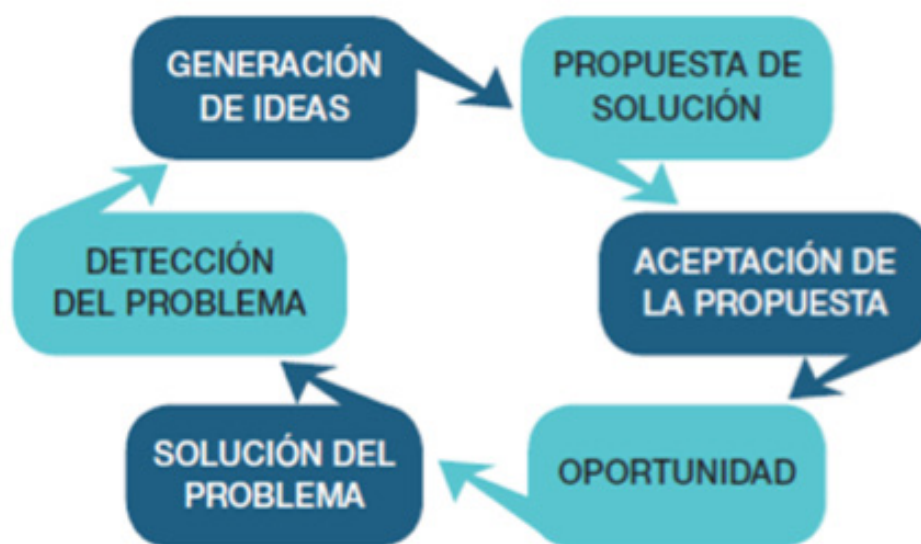 GENERACIÓN
DE IDEAS
PROPUESTA DE
SOLUCIÓN
ACEPTACIÓN DE
LA PROPUESTA
OPORTUNIDAD
SOLUCIÓN DEL
PROBLEMA
DETECCIÓN
DEL PROBLEMA